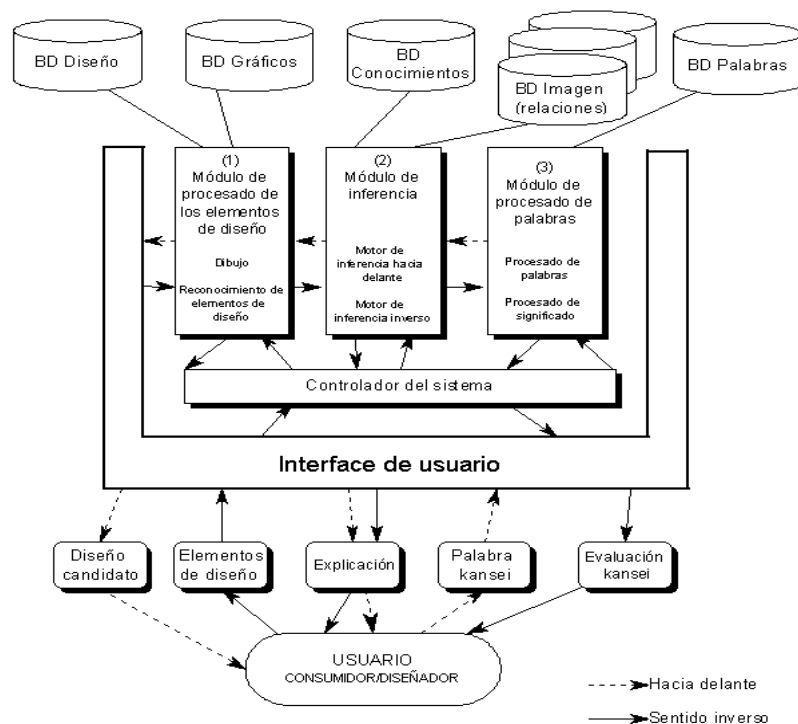 BD Diseño
BD Gráficos
BD
Conocimientos
BD Imagen
(relaciones)
BD Palabras
(1)
Módulo de
procesado de
los elementos
de diseño
Dibujo
Reconocimiento de
elementos de
diseño
(2)
Módulo de
inferencia
Motor de
inferencia hacia
delante
Motor de
inferencia inverso
(3)
Módulo de
procesado de
palabras
Procesado de
palabras
Procesado de
significado
Controlador del sistema
Interface de usuario
Diseño
candidato
Elementos
de diseño
Explicación
Palabra
kansei
Evaluación
kansei
USUARIO
CONSUMIDOR/DISEÑADOR
Hacia delante
Sentido inverso